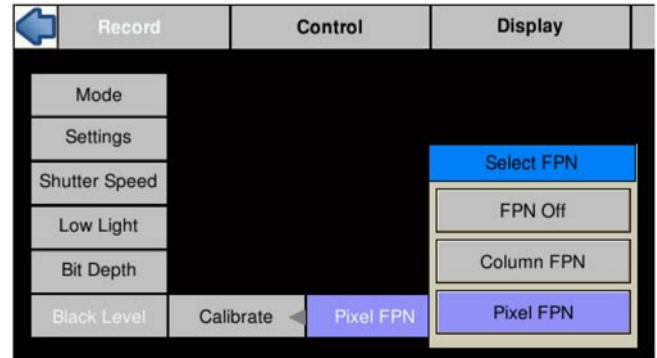 Record Control Display
Mode
Settings
Shutter Speed
Low Light
Bit Depth
Black Level Calibrate Pixel FPN
Select FPN
FPN Off
Column FPN
Pixel FPN